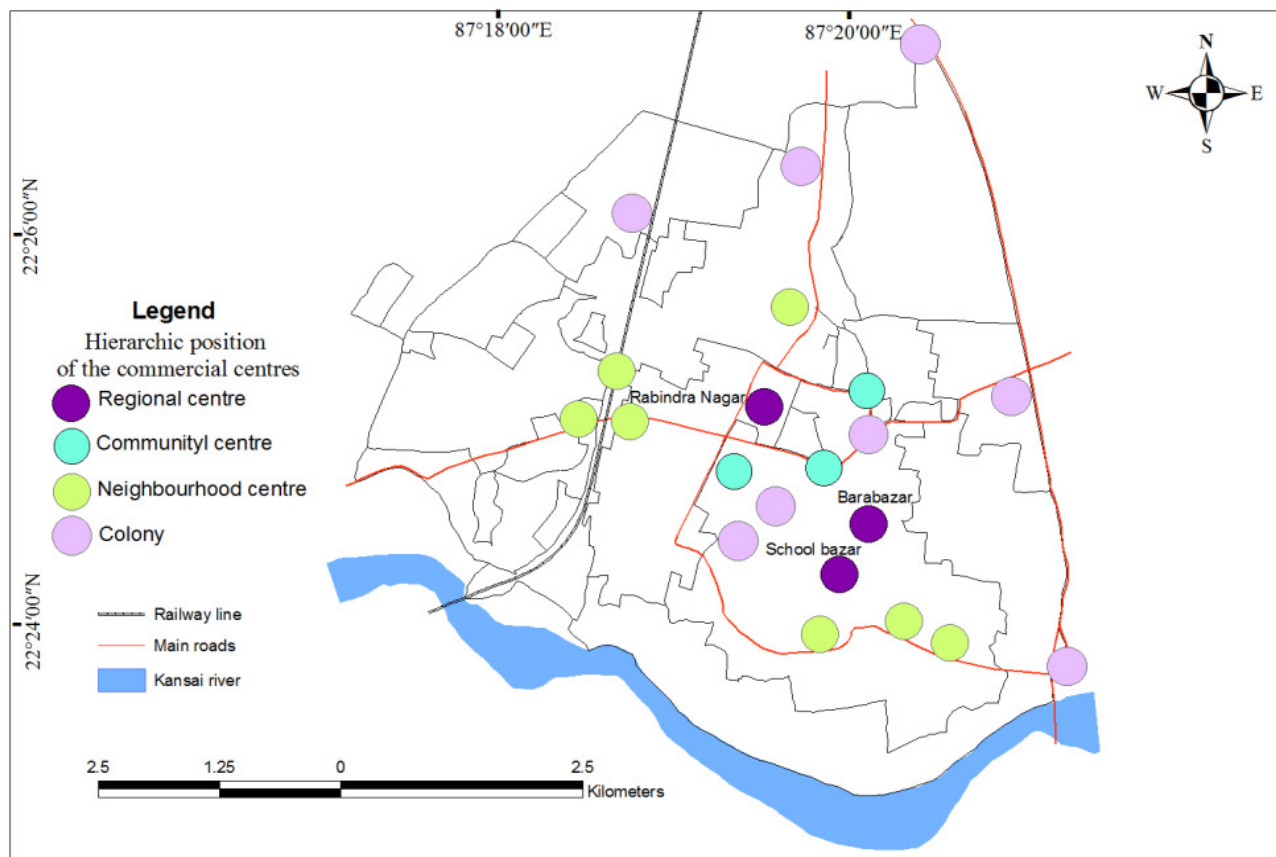 87°18′00″E
87°20′00″E
N
W
E
S
22°26′00″N
22°24′00″N
Legend
Hierarchic position
of the commercial centres
Regional centre
Communityl centre
Neighbourhood centre
Colony
Railway line
Main roads
Kansai river
Rabindra Nagar
Barabazar
School bazar
2.5 1.25 0 2.5
Kilometers